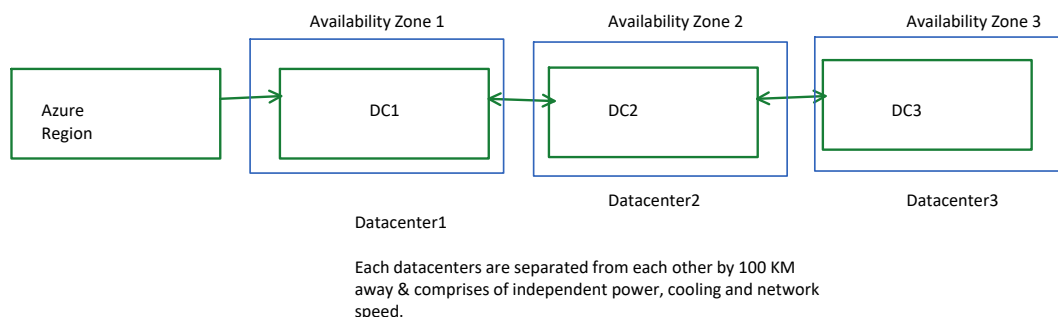 Availability Zone 1
Availability Zone 2
Availability Zone 3
Azure
Region
DC1
DC2
DC3
Datacenter1
Datacenter2
Datacenter3
Each datacenters are separated from each other by 100 KM
away & comprises of independent power, cooling and network
speed.